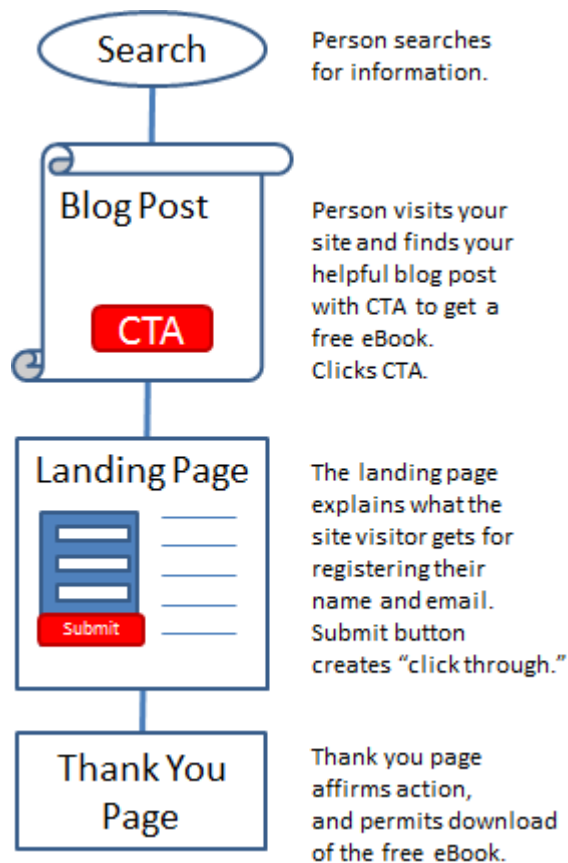 Search
Person searches
for information.
Blog Post
CTA
Person visits your
site and finds your
helpful blog post
with CTA to get a
free eBook.
Clicks CTA.
Landing Page
Submit
The landing page
explains what the
site visitor gets for
registering their
name and email.
Submit button
creates “click through.”
Thank You
Page
Thank you page
affirms action,
and permits download
of the free eBook.